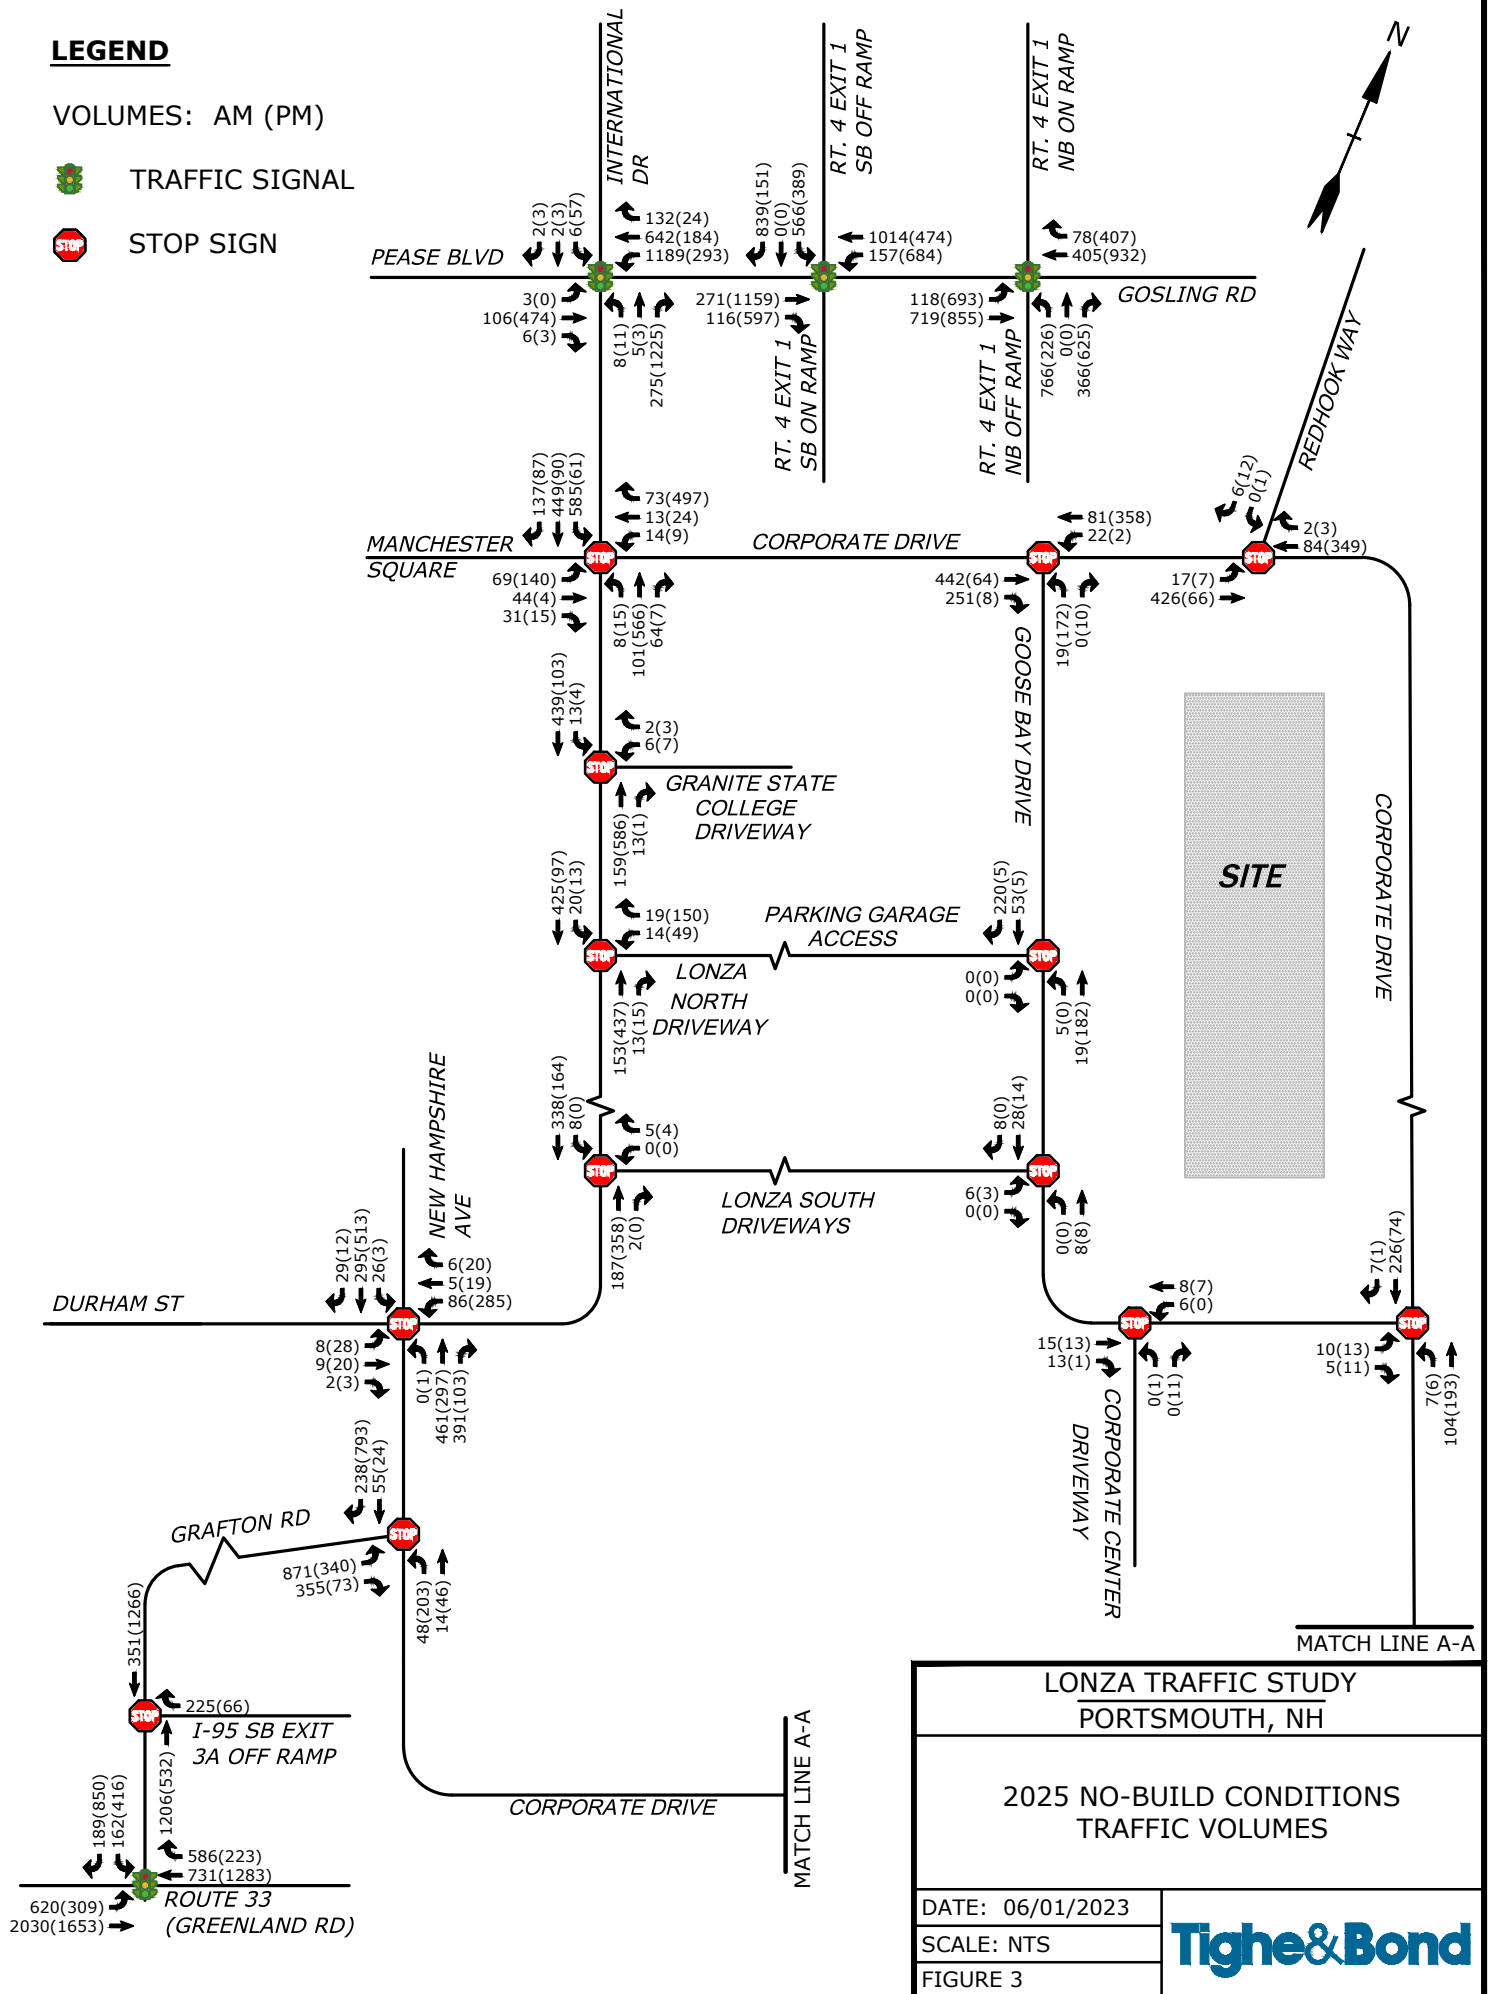 LEGEND
VOLUMES: AM (PM)
TRAFFIC SIGNAL
STOP
STOP SIGN
INTERNATIONAL
DR
RT. 4 EXIT 1
SB OFF RAMP
RT. 4 EXIT 1
NB ON RAMP
N
PEASE BLVD
2(3)
2(3)
6(57)
132(24)
642(184)
1189(293)
3(0)
106(474)
6(3)
8(11)
5(3)
275(1225)
839(151)
0(0)
566(389)
1014(474)
157(684)
271(1159)
116(597)
RT. 4 EXIT 1
SB ON RAMP
78(407)
405(932)
118(693)
719(855)
766(226)
0(0)
366(625)
GOSLING RD
RT. 4 EXIT 1
NB OFF RAMP
REDHOOK WAY
MANCHESTER
SQUARE
137(87)
449(90)
585(61)
73(497)
13(24)
14(9)
STOP
69(140)
44(4)
31(15)
8(15)
101(566)
64(7)
CORPORATE DRIVE
81(358)
22(2)
STOP
442(64)
251(8)
19(172)
0(10)
6(12)
0(1)
2(3)
84(349)
STOP
17(7)
426(66)
GOOSE BAY DRIVE
439(103)
13(4)
2(3)
6(7)
STOP
159(586)
13(1)
GRANITE STATE
COLLEGE
DRIVEWAY
SITE
CORPORATE DRIVE
425(97)
20(13)
19(150)
14(49)
STOP
153(437)
13(15)
PARKING GARAGE
ACCESS
LONZA
NORTH
DRIVEWAY
220(5)
53(5)
STOP
0(0)
0(0)
5(0)
19(182)
338(164)
8(0)
5(4)
0(0)
STOP
187(358)
2(0)
LONZA SOUTH
DRIVEWAYS
8(0)
28(14)
STOP
6(3)
0(0)
0(0)
8(8)
NEW HAMPSHIRE
AVE
DURHAM ST
29(12)
295(513)
26(3)
6(20)
5(19)
86(285)
STOP
8(28)
9(20)
2(3)
0(1)
461(297)
391(103)
8(7)
6(0)
STOP
15(13)
13(1)
0(1)
0(11)
CORPORATE CENTER
DRIVEWAY
7(1)
226(74)
STOP
10(13)
5(11)
7(6)
104(193)
GRAFTON RD
238(793)
55(24)
STOP
871(340)
355(73)
48(203)
14(46)
351(1266)
225(66)
STOP
1206(532)
I-95 SB EXIT
3A OFF RAMP
189(850)
162(416)
586(223)
731(1283)
620(309)
2030(1653)
ROUTE 33
(GREENLAND RD)
CORPORATE DRIVE
MATCH LINE A-A
MATCH LINE A-A
LONZA TRAFFIC STUDY
PORTSMOUTH, NH
2025 NO-BUILD CONDITIONS
TRAFFIC VOLUMES
DATE: 06/01/2023
SCALE: NTS
FIGURE 3
Tighe&Bond